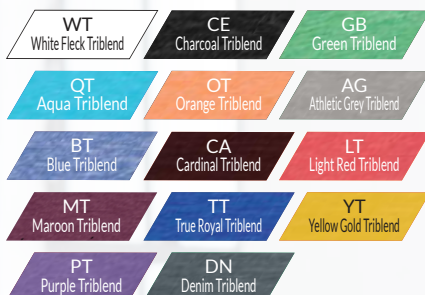 WT
White Fleck Triblend
CE
Charcoal Triblend
GB
Green Triblend
QT
Aqua Triblend
OT
Orange Triblend
AG
Athletic Grey Triblend
BT
Blue Triblend
CA
Cardinal Triblend
LT
Light Red Triblend
MT
Maroon Triblend
TT
True Royal Triblend
YT
Yellow Gold Triblend
PT
Purple Triblend
DN
Denim Triblend